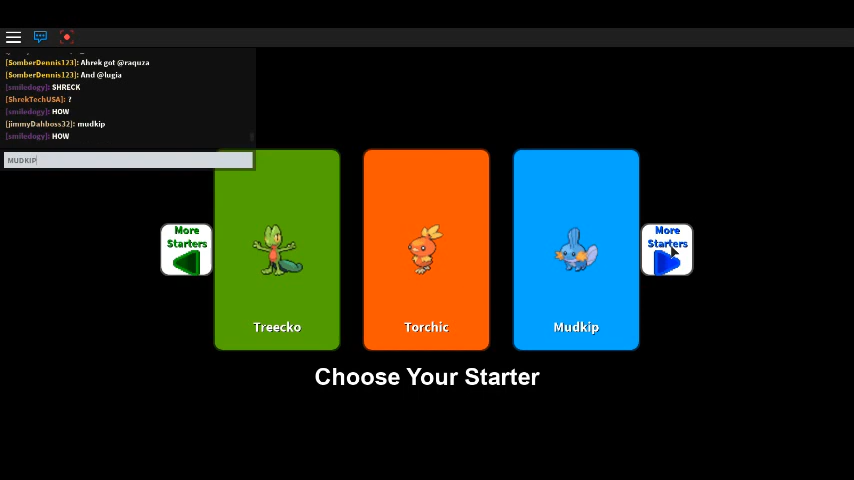 [SomberDennis123]: Ahrek got @raquza
[SomberDennis123]: And @lugia
[smiledogy]: SHRECK
[ShrekTechUSA]: ?
[smiledogy]: HOW
[jimmyDahboss32]: mudkip
[smiledogy]: HOW
MUDKIP
More
Starters
More
Starters
Treecko
Torchic
Mudkip
Choose Your Starter